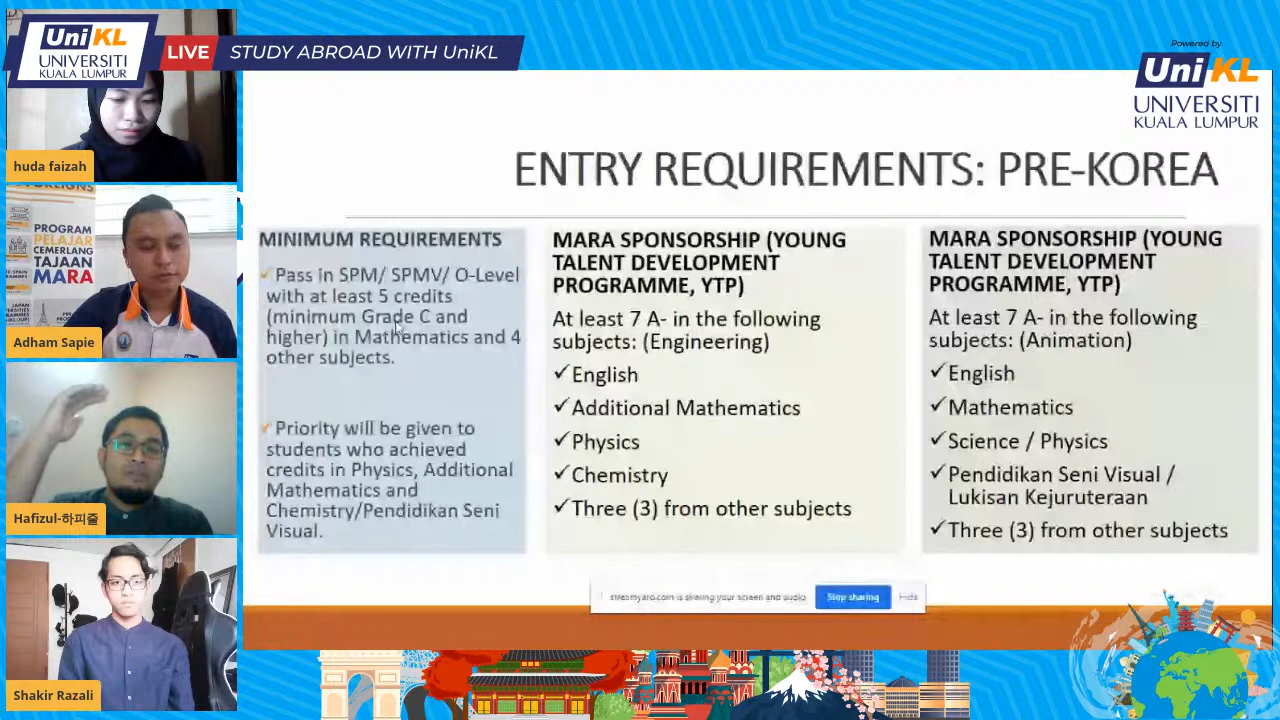 UniKL
UNIVERSITI
KUALA LUMPUR
LIVE
STUDY ABROAD WITH UniKL
Powered by
UniKL
UNIVERSITI
KUALA LUMPUR
huda faizah
PROGRAM
PELAJAR
CEMERLANG
TAJAAN
MARA
Adham Sapie
Hafizul-하피줄
Shakir Razali
ENTRY REQUIREMENTS: PRE-KOREA
MINIMUM REQUIREMENTS
✓Pass in SPM/ SPMV/ O-Level
with at least 5 credits
(minimum Grade C and
higher) in Mathematics and 4
other subjects.
✓Priority will be given to
students who achieved
credits in Physics, Additional
Mathematics and
Chemistry/Pendidikan Seni
Visual.
MARA SPONSORSHIP (YOUNG
TALENT DEVELOPMENT
PROGRAMME, YTP)
At least 7 A- in the following
subjects: (Engineering)
✓English
✓Additional Mathematics
✓Physics
✓Chemistry
✓Three (3) from other subjects
MARA SPONSORSHIP (YOUNG
TALENT DEVELOPMENT
PROGRAMME, YTP)
At least 7 A- in the following
subjects: (Animation)
✓English
✓Mathematics
✓Science / Physics
✓Pendidikan Seni Visual /
Lukisan Kejuruteraan
✓Three (3) from other subjects
streamyard.com is sharing your screen and audio
Stop sharing
Hide